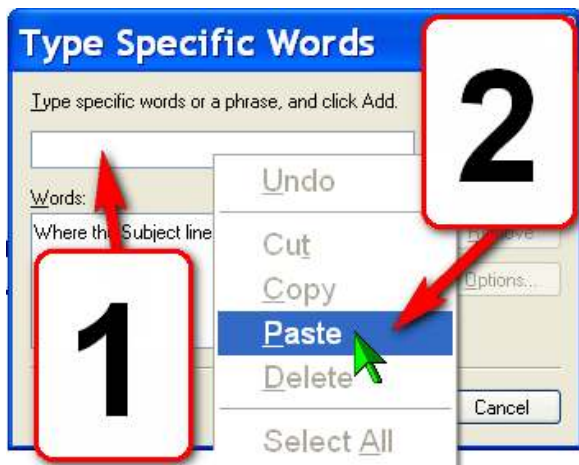 Type Specific Words
Type specific words or a phrase, and click Add.
2
Undo
Words:
Where the Subject line
Cut
Remove
Copy
Options...
1
Paste
Delete
Cancel
Select All